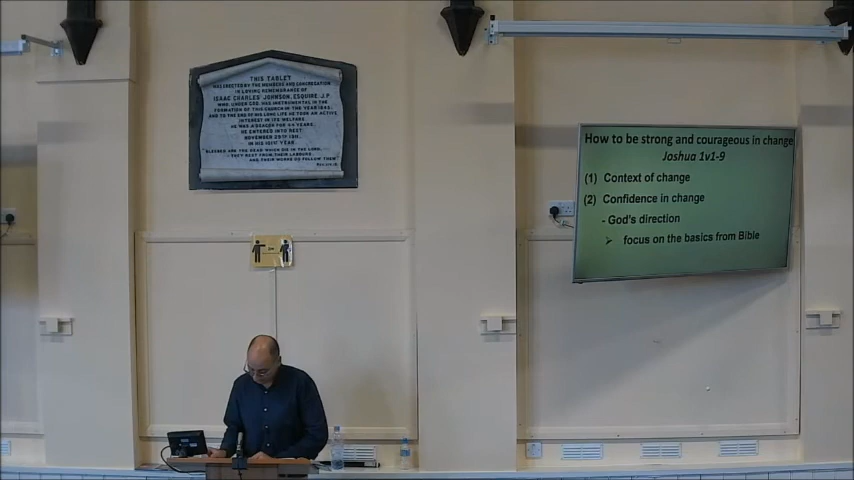 THIS TABLET
WAS ERECTED BY THE MEMBERS AND CONGREGATION
IN LOVING REMEMBRANCE OF
ISAAC CHARLES JOHNSON, ESQUIRE J.P.
WHO, UNDER GOD, WAS INSTRUMENTAL IN THE
FORMATION OF THIS CHURCH IN THE YEAR
AND TO THE END OF HIS LONG LIFE HE TOOK AN ACTIVE
INTEREST IN ITS WELFARE
HE WAS A DEACON FOR YEARS.
HE ENTERED INTO REST
NOVEMBER 29TH 1911,
IN HIS 101ST YEAR.
BLESSED ARE THE DEAD WHICH DIE IN THE LORD,
THEY REST FROM THEIR LABOURS
AND THEIR WORKS DO FOLLOW THEM
How to be strong and courageous in change
Joshua 1v1-9
(1) Context of change
(2) Confidence in change
- God's direction
➢ focus on the basics from Bible